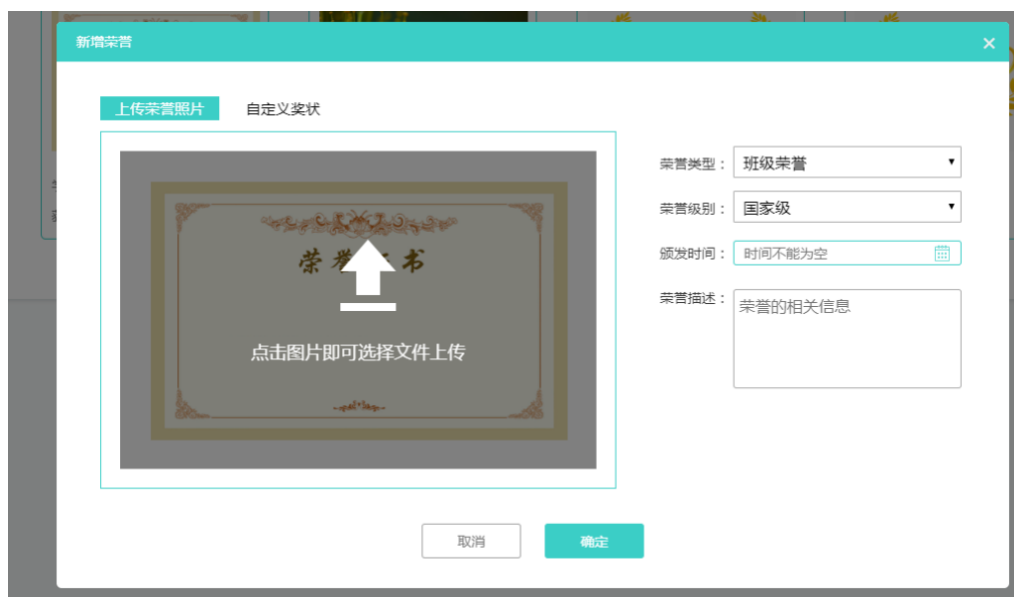 新增荣誉
×
上传荣誉照片 自定义奖状
荣誉类型： 班级荣誉
荣誉级别： 国家级
颁发时间： 时间不能为空
荣誉描述： 荣誉的相关信息
荣 书
点击图片即可选择文件上传
取消 确定